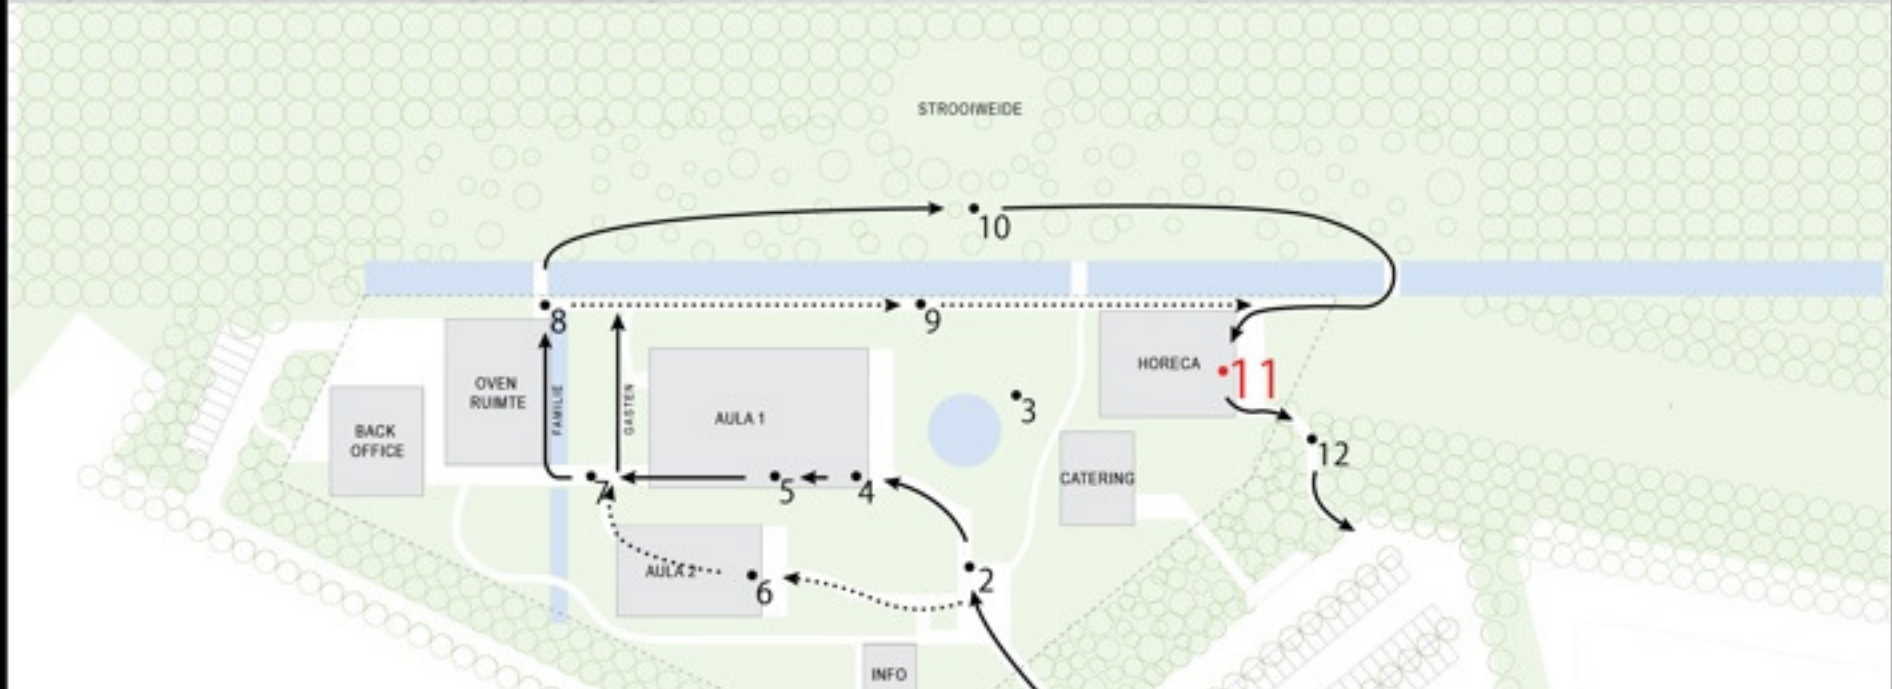 STROOIWEIDE
10
8
9
HORECA
11
OVEN
RUIMTE
FAMILIE
GASTEN
AULA 1
3
BACK
OFFICE
12
CATERING
7
5
4
AULA 2
6
2
INFO